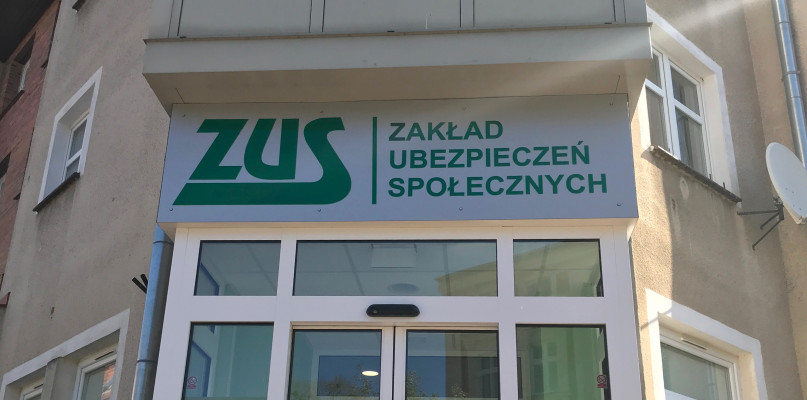 ZUS
ZAKŁAD
UBEZPIECZEŃ
SPOŁECZNYCH